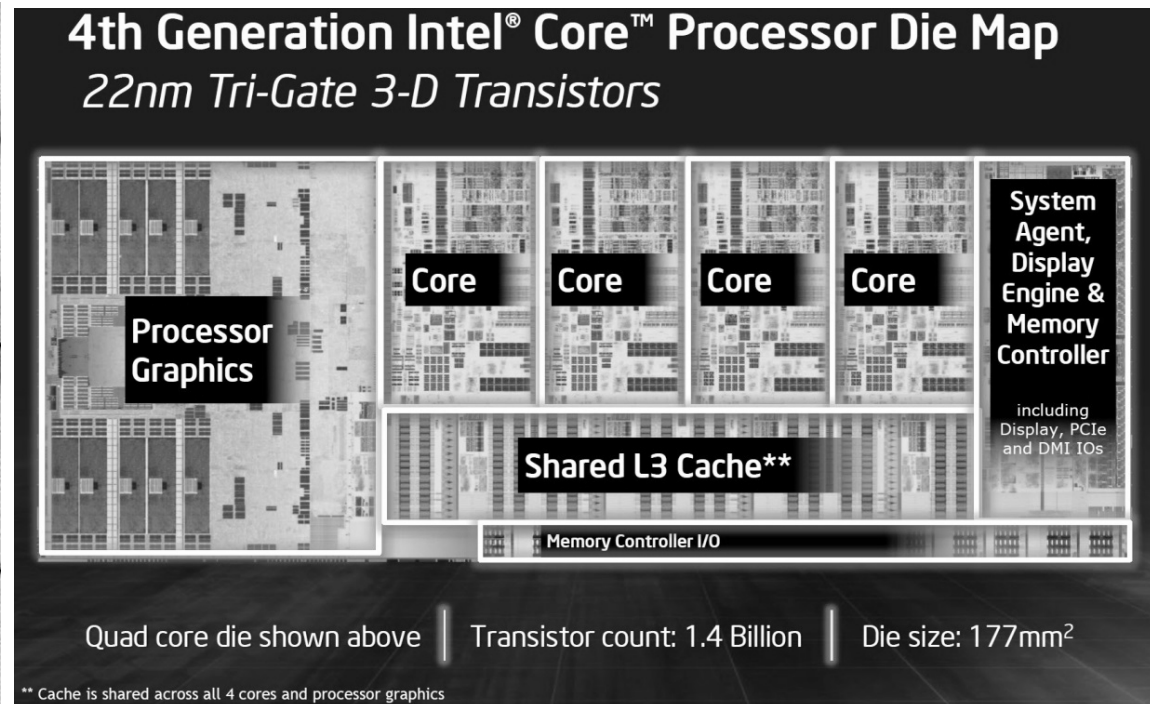 4th Generation Intel® Core™ Processor Die Map
22nm Tri-Gate 3-D Transistors
Processor
Graphics
Core
Core
Core
Core
System
Agent,
Display
Engine &
Memory
Controller
including
Display, PCIe
and DMI IOs
Shared L3 Cache**
Memory Controller I/O
Quad core die shown above
Transistor count: 1.4 Billion
Die size: 177mm²
** Cache is shared across all 4 cores and processor graphics